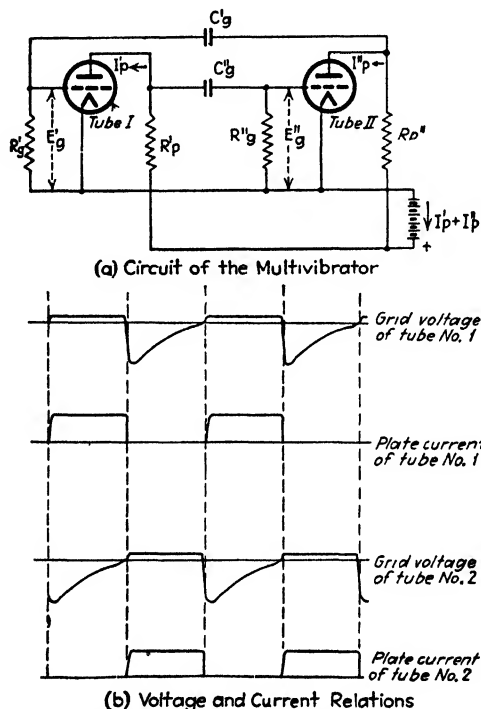 C'g
I'p
C"g
I"p
Tube I
Tube II
R'g
E'g
R'p
R"g
E"g
Rp"
I'p+I"p
+
(a) Circuit of the Multivibrator
Grid voltage
of tube No. 1
Plate current
of tube No. 1
Grid voltage
of tube No. 2
Plate current
of tube No. 2
(b) Voltage and Current Relations